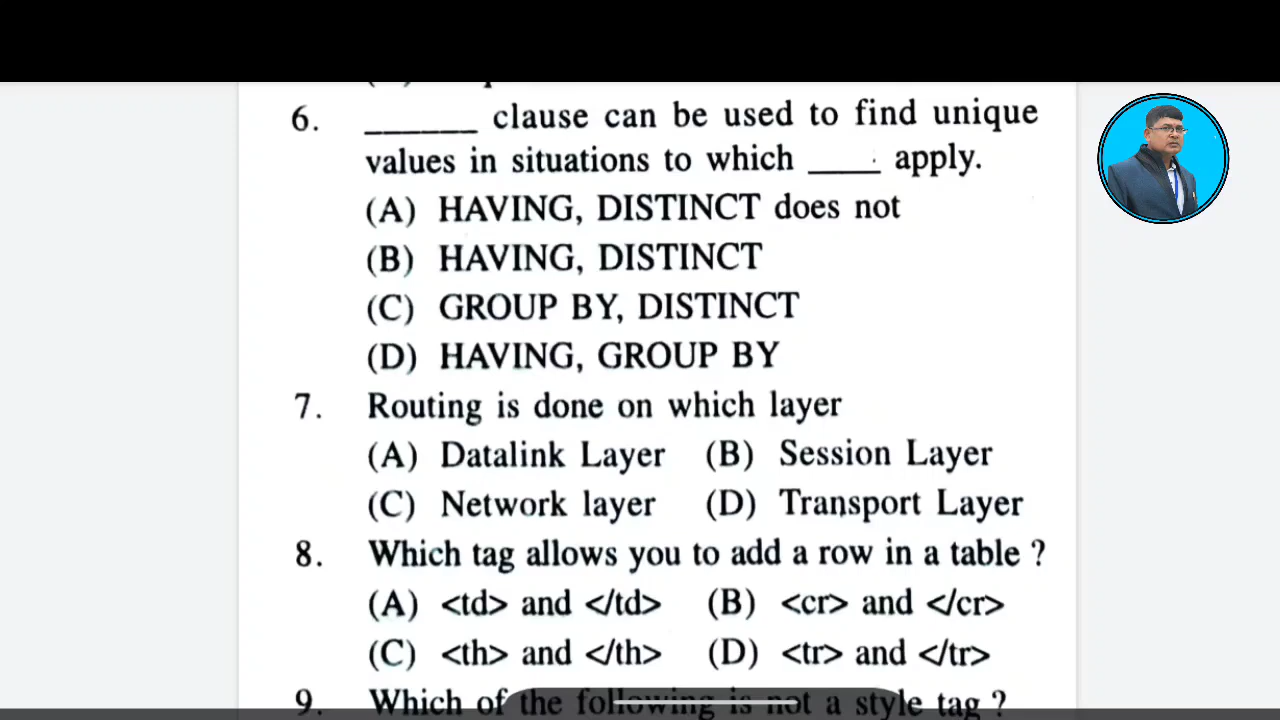 6. ______ clause can be used to find unique
values in situations to which ____ apply.
(A) HAVING, DISTINCT does not
(B) HAVING, DISTINCT
(C) GROUP BY, DISTINCT
(D) HAVING, GROUP BY
7. Routing is done on which layer
(A) Datalink Layer (B) Session Layer
(C) Network layer (D) Transport Layer
8. Which tag allows you to add a row in a table ?
(A) <td> and </td> (B) <cr> and </cr>
(C) <th> and </th> (D) <tr> and </tr>
9. Which of the following is not a style tag ?